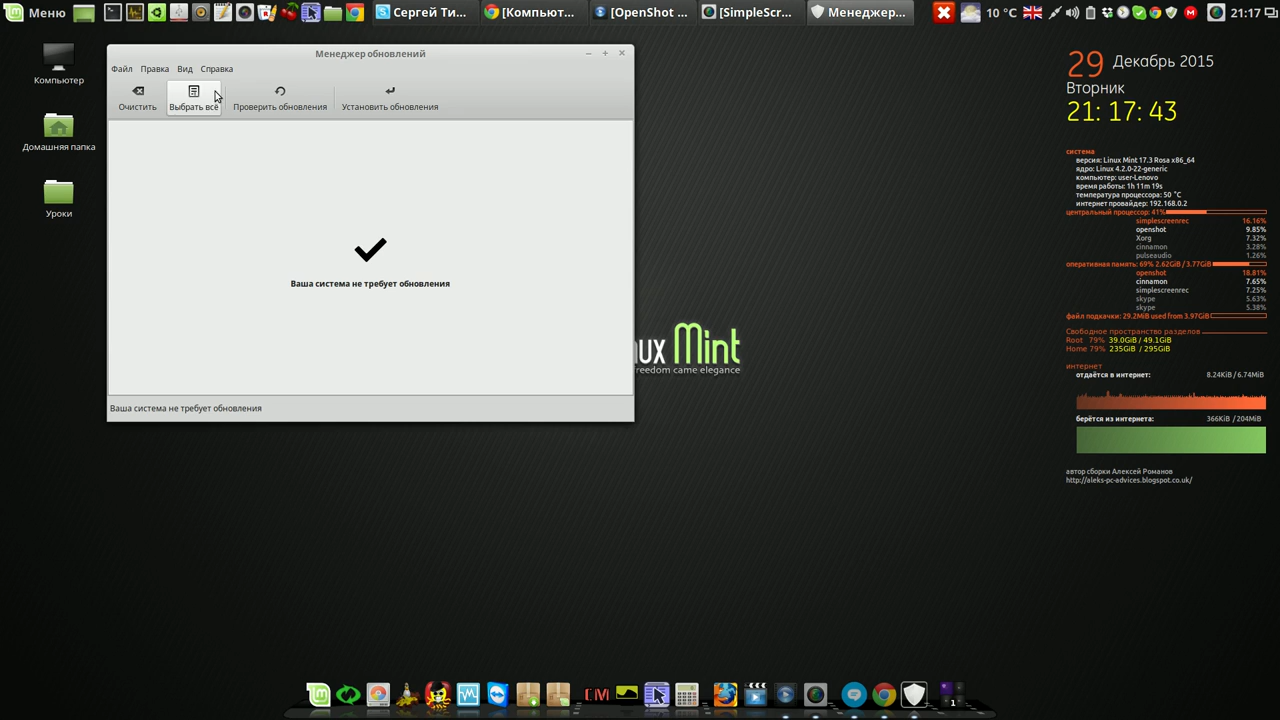 Меню
Сергей Ти...
[Компьют...
[OpenShot ...
[SimpleScr...
Менеджер...
10 °C
21:17
Компьютер
Домашняя папка
Уроки
Менеджер обновлений
Файл Правка Вид Справка
Очистить
Выбрать все
Проверить обновления
Установить обновления
Ваша система не требует обновления
Ваша система не требует обновления
nux Mint
freedom came elegance
29 Декабрь 2015
Вторник
21: 17: 43
система
версия: Linux Mint 17.3 Rosa x86_64
ядро: Linux 4.2.0-22-generic
компьютер: user-Lenovo
время работы: 1h 11m 19s
температура процессора: 50 °C
интернет провайдер: 192.168.0.2
центральный процессор: 41%
simplescreenrec 16.16%
openshot 9.85%
Xorg 7.32%
cinnamon 3.28%
pulseaudio 1.26%
оперативная память: 69% 2.62GiB / 3.77GiB
openshot 18.81%
cinnamon 7.65%
simplescreenrec 7.25%
skype 5.63%
skype 5.38%
файл подкачки: 29.2MiB used from 3.97GiB
Свободное пространство разделов
Root 79% 39.0GiB / 49.1GiB
Home 79% 235GiB / 295GiB
интернет
отдаётся в интернет: 8.24KiB / 6.74MiB
берётся из интернета: 366KiB / 204MiB
автор сборки Алексей Романов
http://aleks-pc-advices.blogspot.co.uk/
CM
1